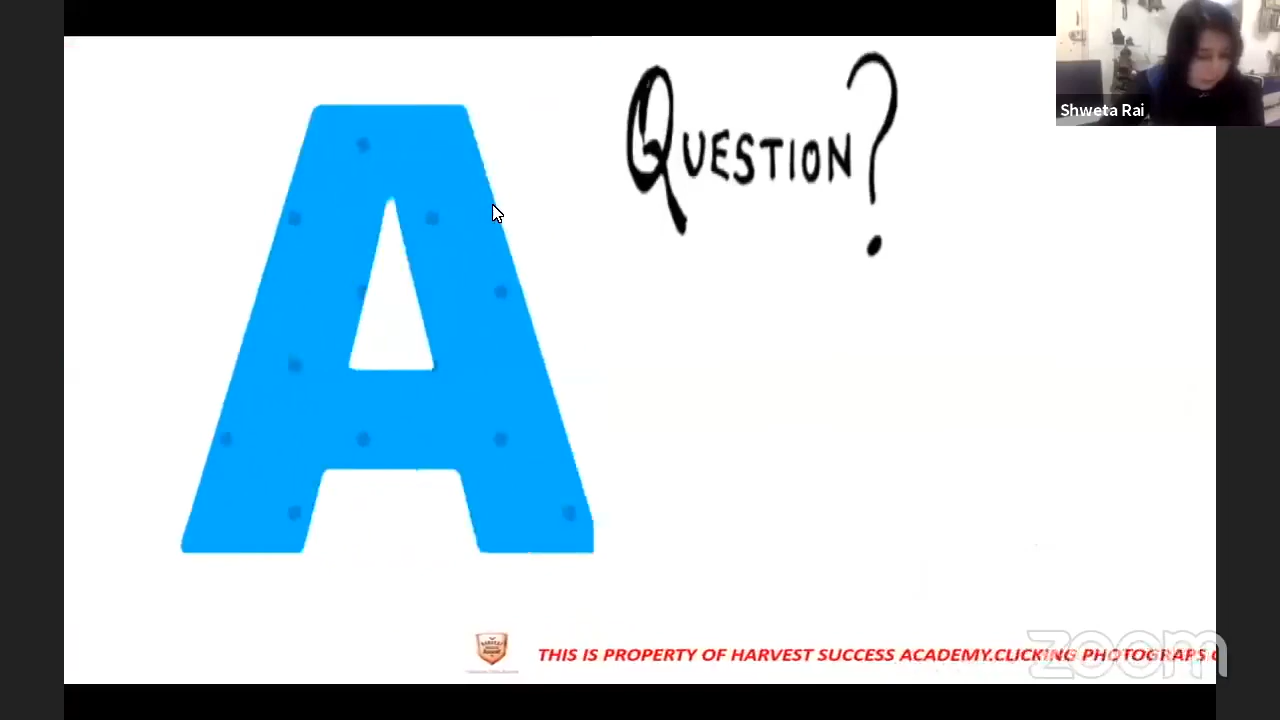 A
QUESTION?
Shweta Rai
THIS IS PROPERTY OF HARVEST SUCCESS ACADEMY.CLICKING PHOTOGRAPS
zoom